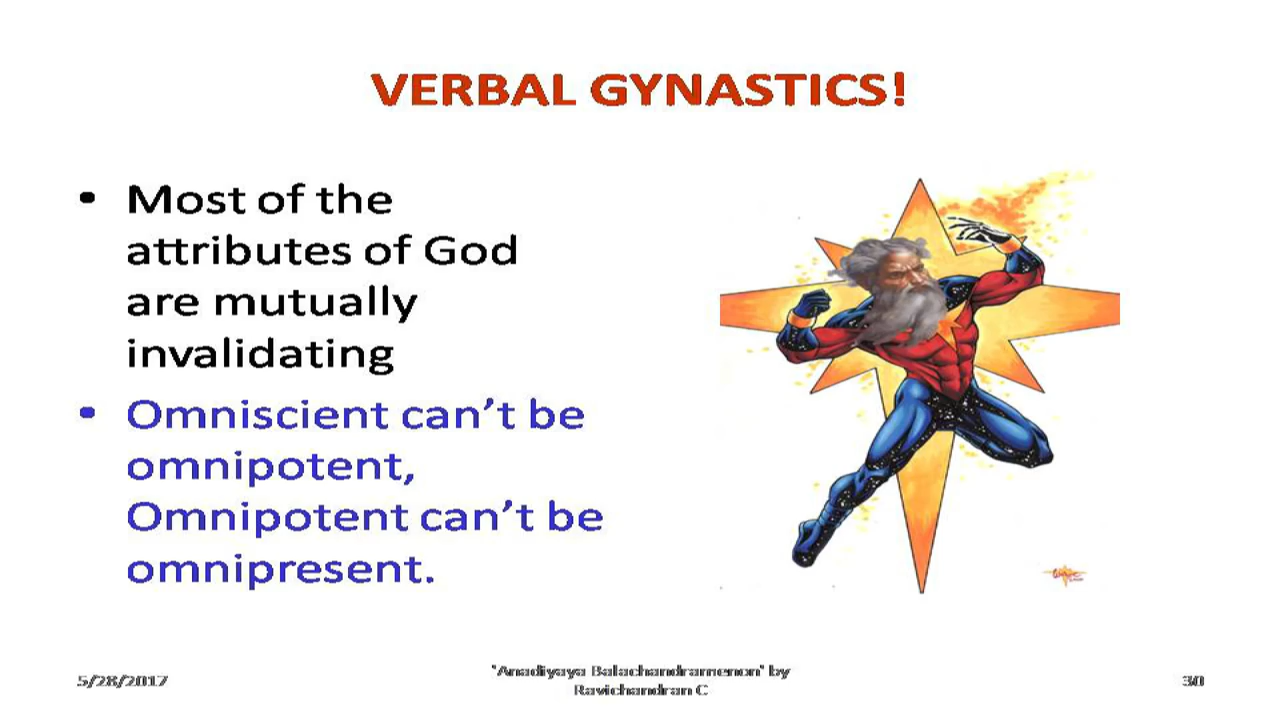 VERBAL GYNASTICS!
• Most of the
attributes of God
are mutually
invalidating
• Omniscient can't be
omnipotent,
Omnipotent can't be
omnipresent.
5/28/2017
'Anadiyaya Balachandramenon' by
Ravichandran C
30